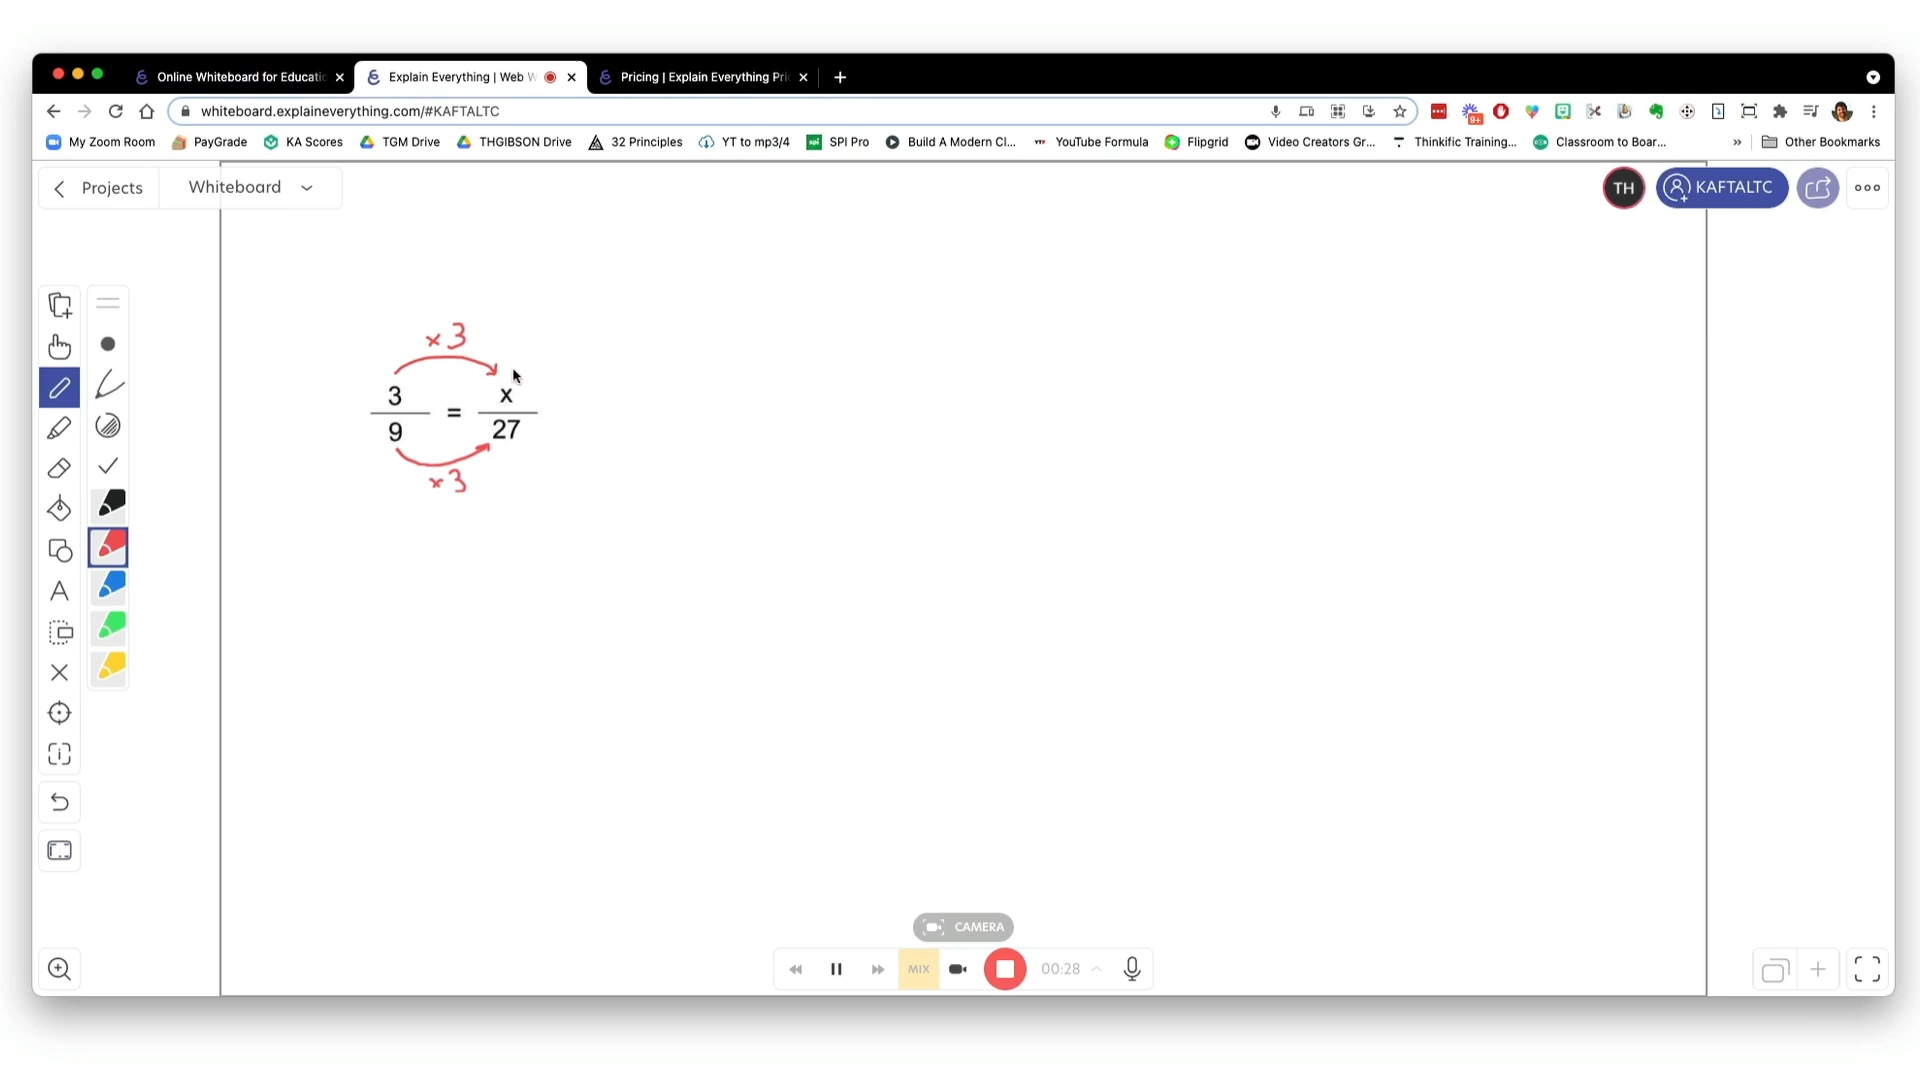 Online Whiteboard for Educati
Explain Everything | Web W
Pricing | Explain Everything Pri
whiteboard.explaineverything.com/#KAFTALTC
9+
My Zoom Room
PayGrade
KA Scores
TGM Drive
THGIBSON Drive
32 Principles
YT to mp3/4
SPI Pro
Build A Modern Cl...
YouTube Formula
Flipgrid
Video Creators Gr...
Thinkific Training...
Classroom to Boar...
»
Other Bookmarks
Projects
Whiteboard
TH
KAFTALTC
× 3
3 x
— = —
9 27
× 3
A
CAMERA
MIX
00:28